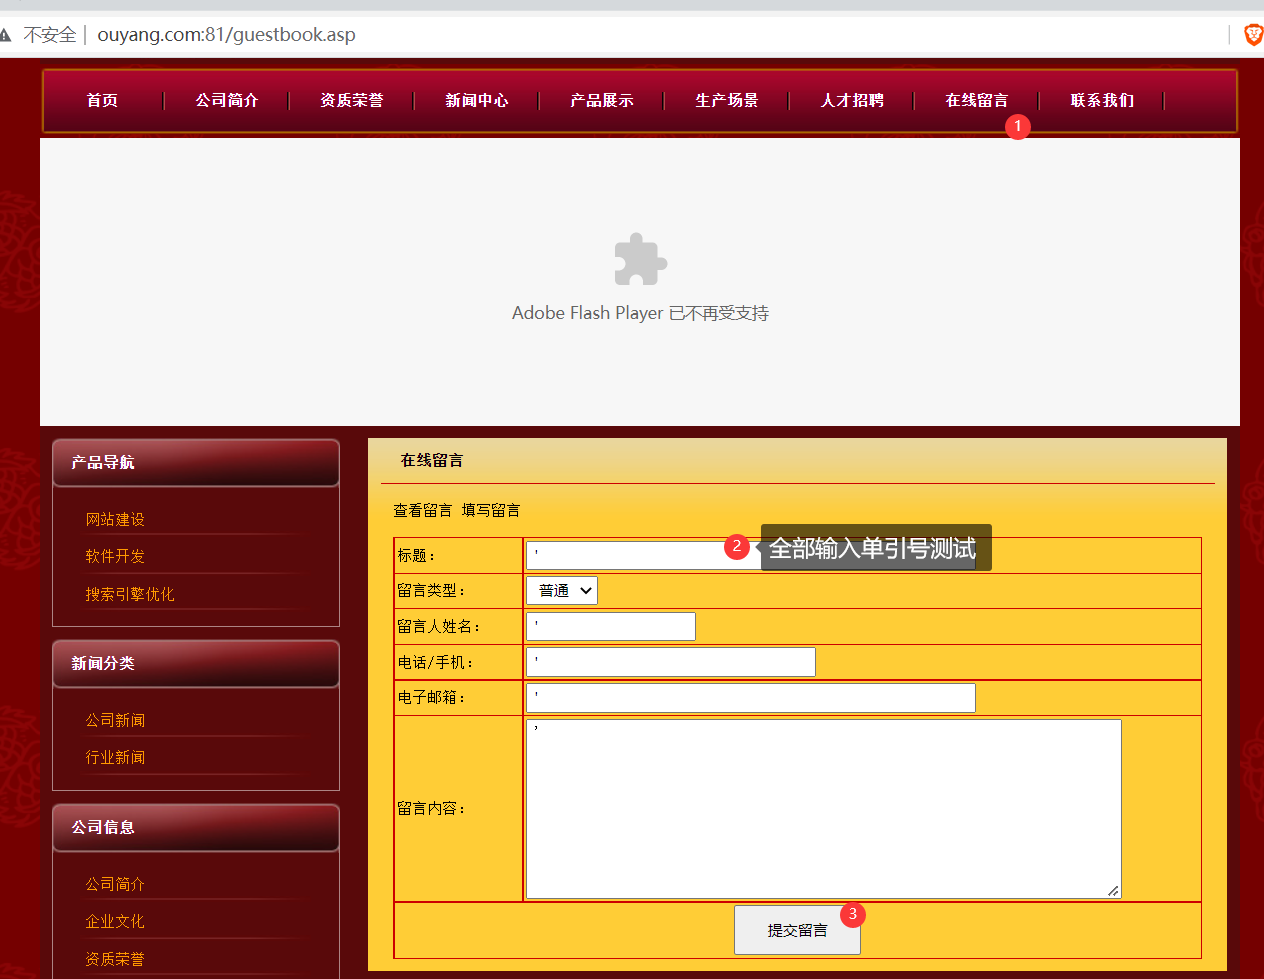 不安全 | ouyang.com:81/guestbook.asp
首页 公司简介 资质荣誉 新闻中心 产品展示 生产场景 人才招聘 在线留言 联系我们
1
Adobe Flash Player 已不再受支持
产品导航
网站建设
软件开发
搜索引擎优化
新闻分类
公司新闻
行业新闻
公司信息
公司简介
企业文化
资质荣誉
在线留言
查看留言 填写留言
标题： ' 2 全部输入单引号测试
留言类型： 普通
留言人姓名： '
电话/手机： '
电子邮箱： '
留言内容： '
提交留言 3